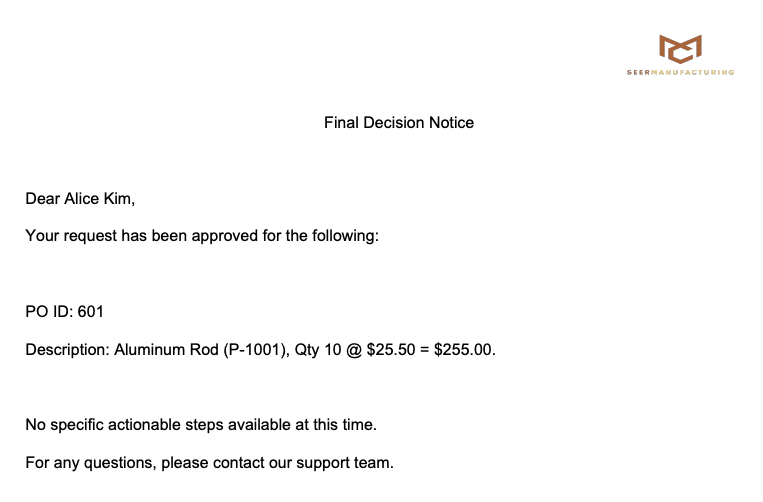 SEERMANUFACTURING
Final Decision Notice
Dear Alice Kim,
Your request has been approved for the following:
PO ID: 601
Description: Aluminum Rod (P-1001), Qty 10 @ $25.50 = $255.00.
No specific actionable steps available at this time.
For any questions, please contact our support team.